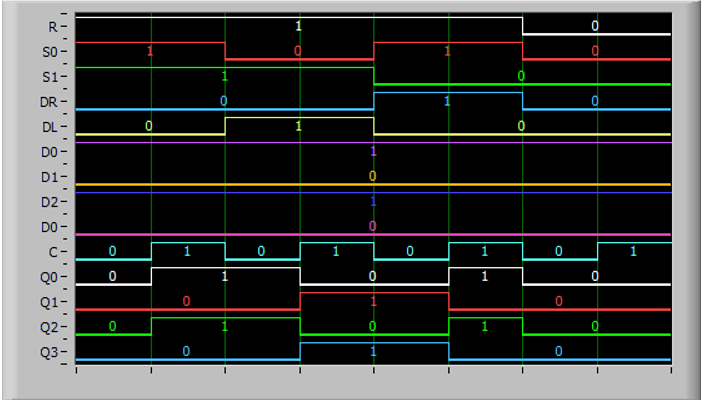 R 1 0
S0 1 0 1 0
S1 1 0
DR 0 1 0
DL 0 1 0
D0 1
D1 0
D2 1
D0 0
C 0 1 0 1 0 1 0 1
Q0 0 1 0 1 0
Q1 0 1 0
Q2 0 1 0 1 0
Q3 0 1 0